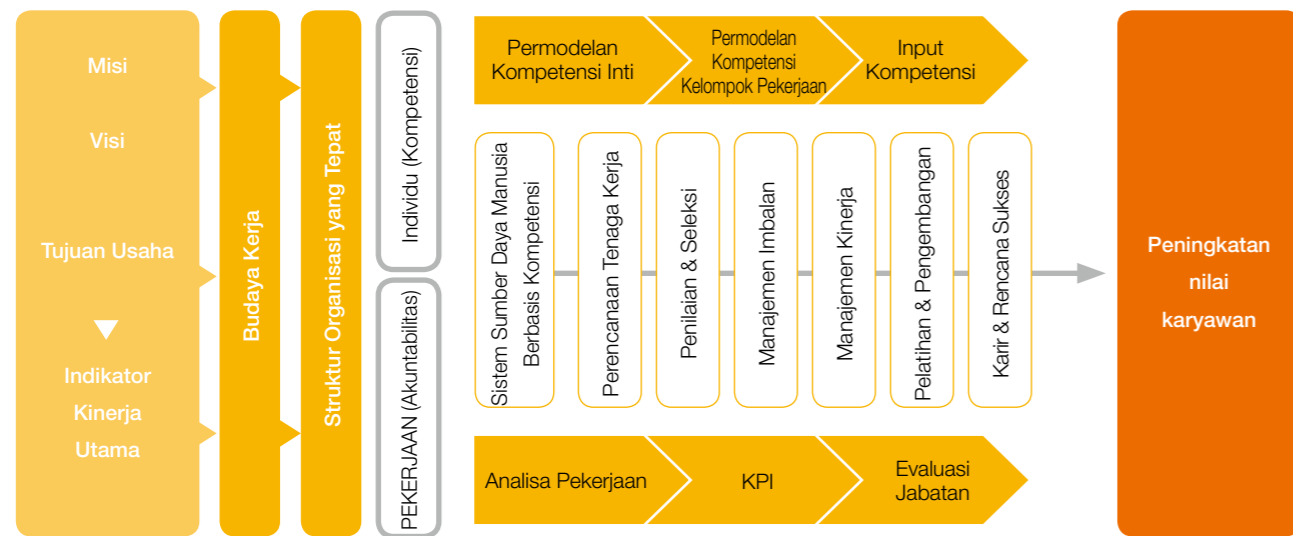 Misi
Visi
Tujuan Usaha
Indikator
Kinerja
Utama
Budaya Kerja
Struktur Organisasi yang Tepat
Individu (Kompetensi)
PEKERJAAN (Akuntabilitas)
Permodelan
Kompetensi Inti
Permodelan
Kompetensi
Kelompok Pekerjaan
Input
Kompetensi
Sistem Sumber Daya Manusia
Berbasis Kompetensi
Perencanaan Tenaga Kerja
Penilaian & Seleksi
Manajemen Imbalan
Manajemen Kinerja
Pelatihan & Pengembangan
Karir & Rencana Sukses
Analisa Pekerjaan
KPI
Evaluasi
Jabatan
Peningkatan
nilai
karyawan